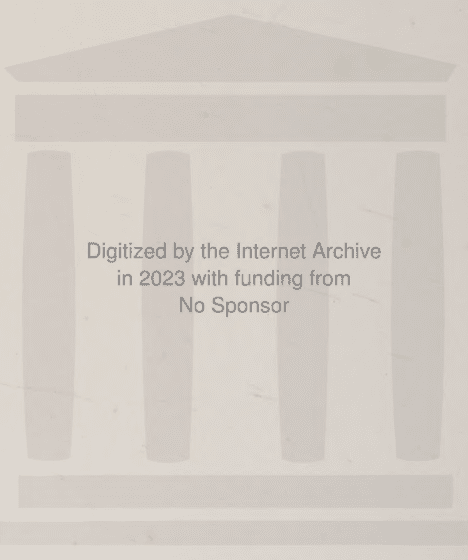 Digitized by the Internet Archive
in 2023 with funding from
No Sponsor